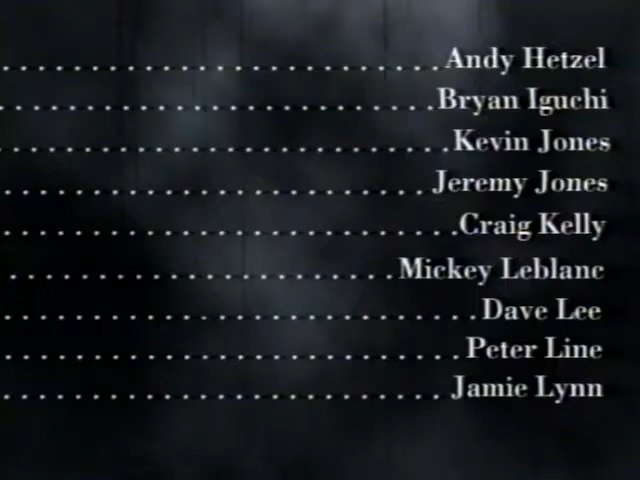 . . . . . . . . . . . . . . . . . . . . . . . . . . . . . .Andy Hetzel
. . . . . . . . . . . . . . . . . . . . . . . . . . . . . .Bryan Iguchi
. . . . . . . . . . . . . . . . . . . . . . . . . . . . . . .Kevin Jones
. . . . . . . . . . . . . . . . . . . . . . . . . . . . .Jeremy Jones
. . . . . . . . . . . . . . . . . . . . . . . . . . . . . . .Craig Kelly
. . . . . . . . . . . . . . . . . . . . . . . . . .Mickey Leblanc
. . . . . . . . . . . . . . . . . . . . . . . . . . . . . . . .Dave Lee
. . . . . . . . . . . . . . . . . . . . . . . . . . . . . . .Peter Line
. . . . . . . . . . . . . . . . . . . . . . . . . . . . . .Jamie Lynn